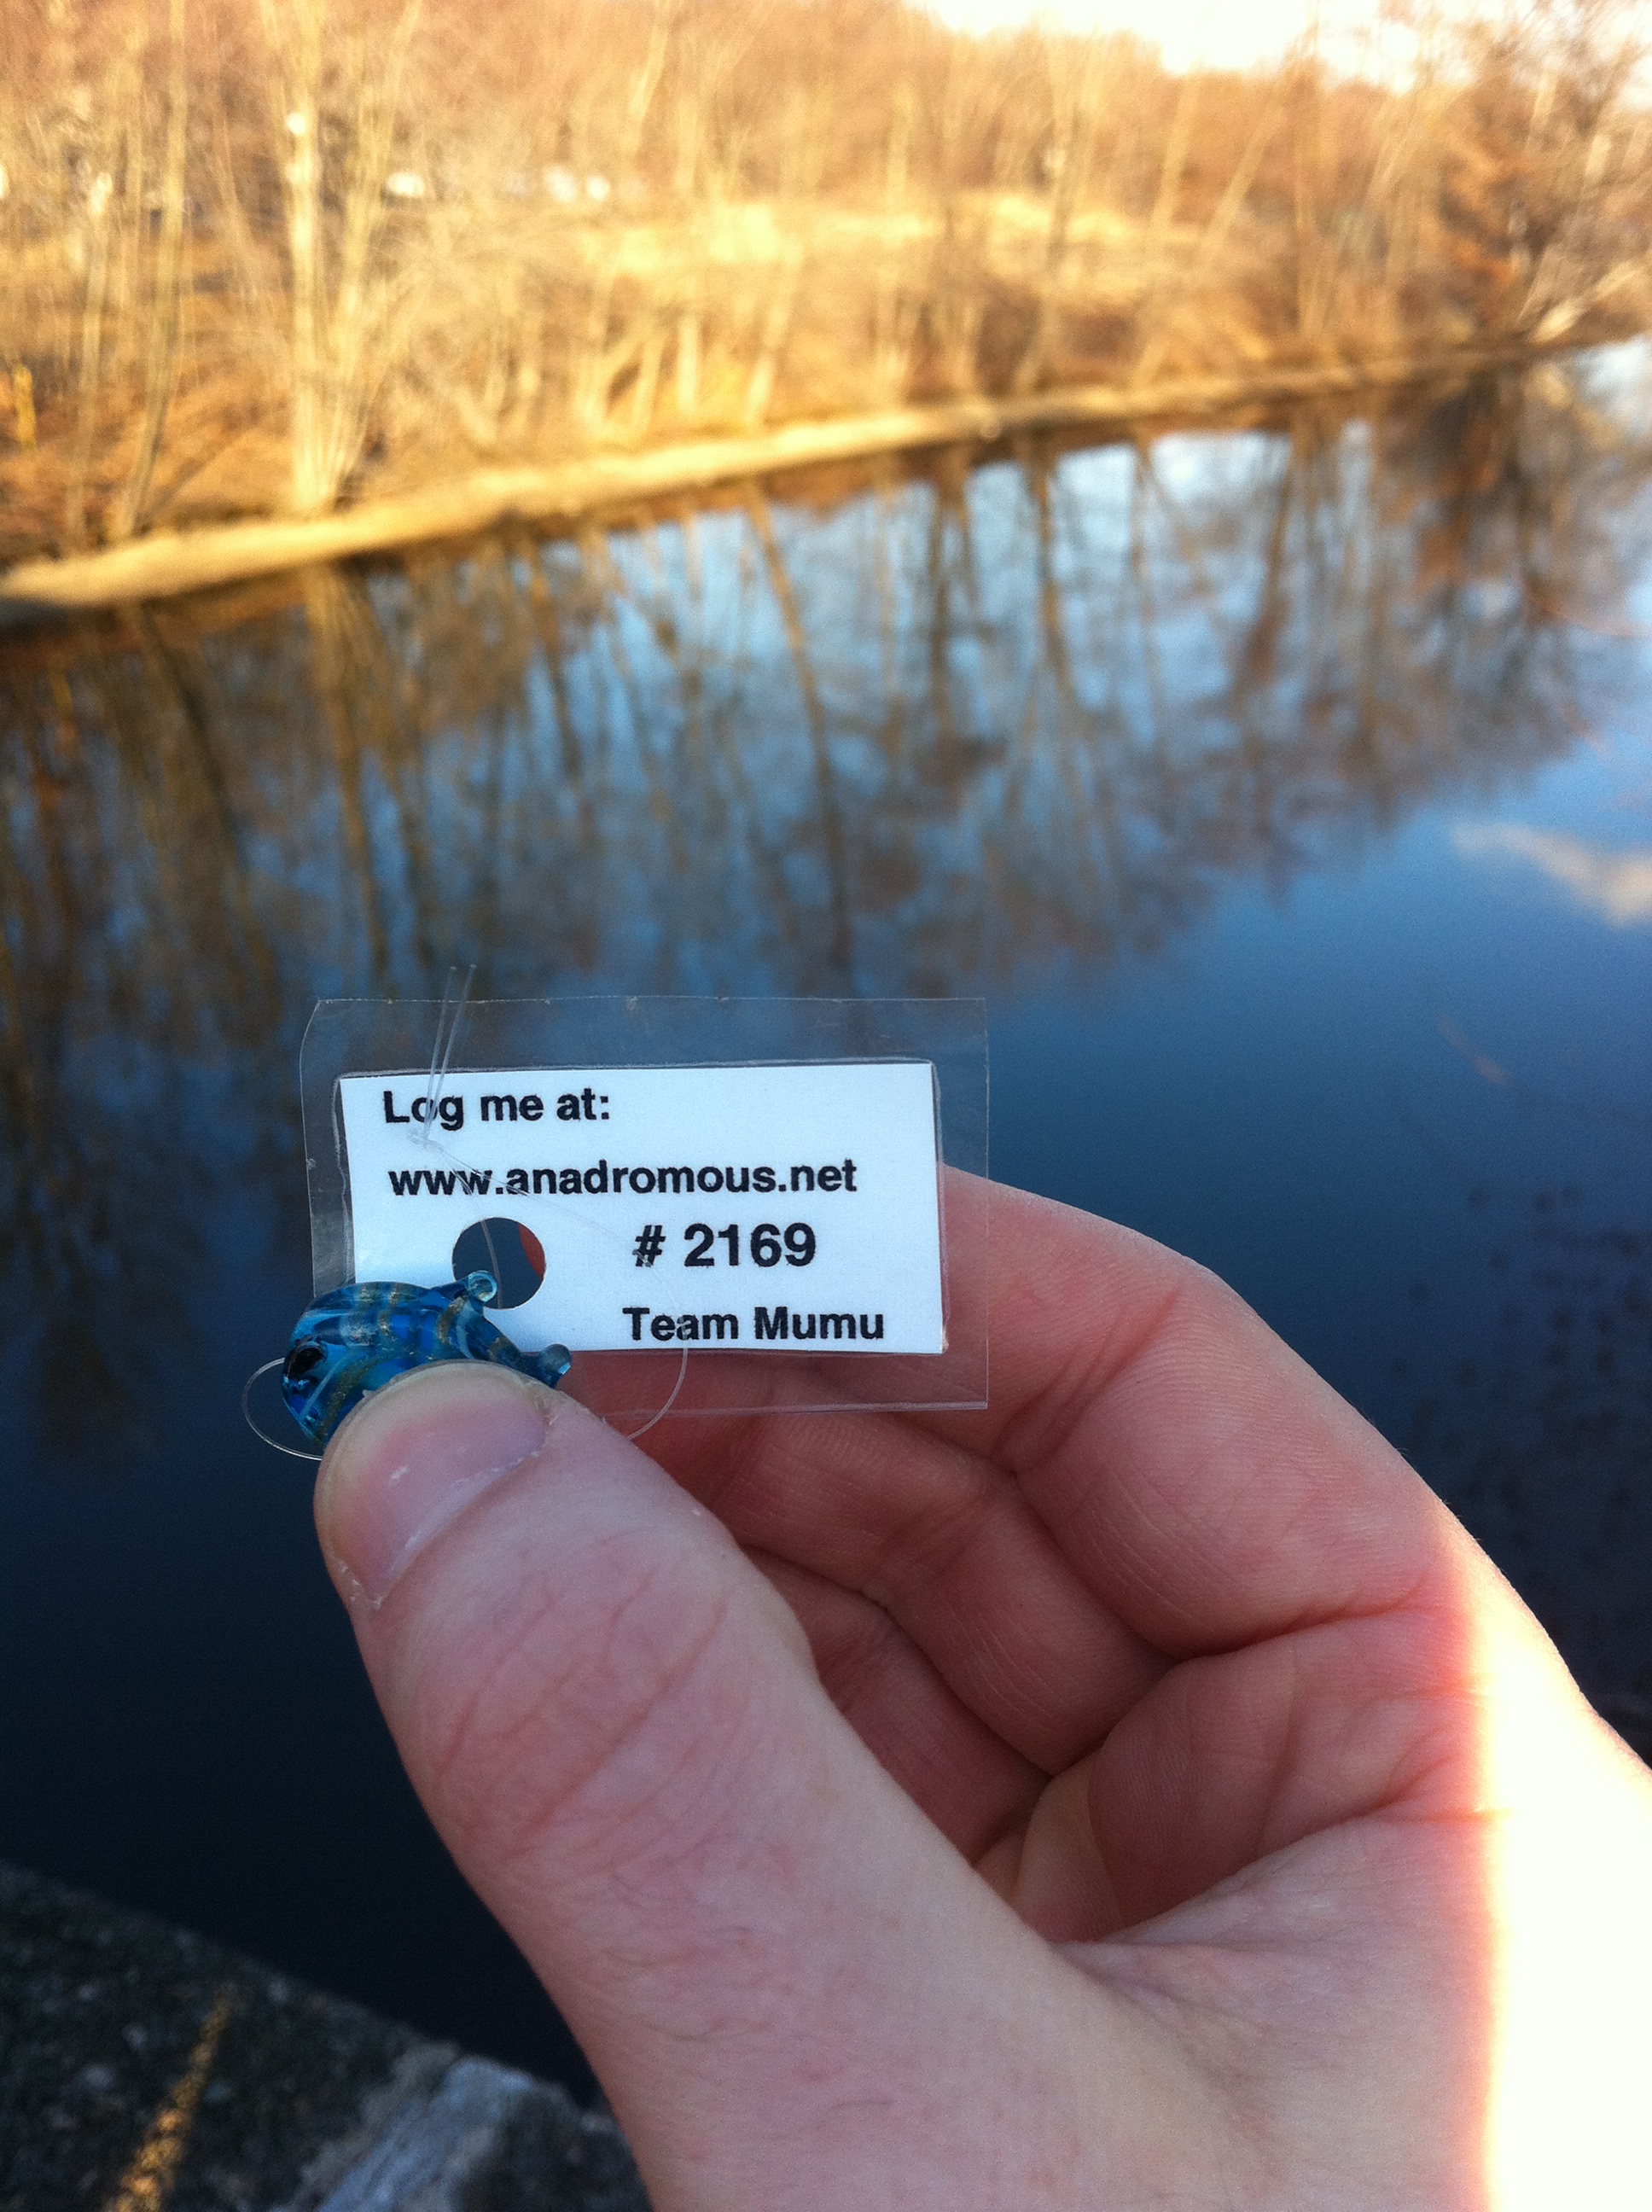 Log me at:
www.anadromous.net
# 2169
Team Mumu